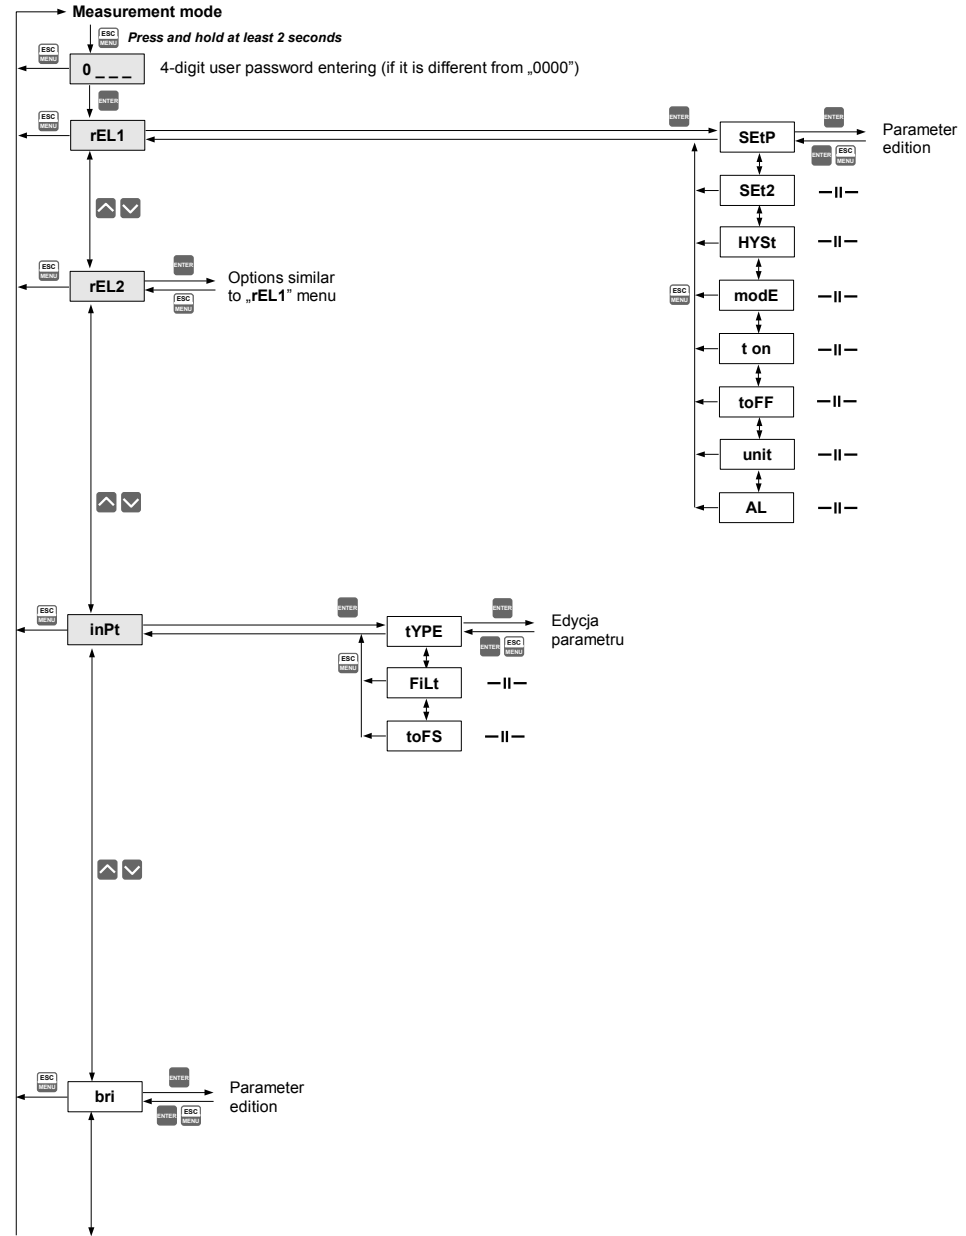 Measurement mode
ESC
MENU
Press and hold at least 2 seconds
ESC
MENU
0 _ _ _
4-digit user password entering (if it is different from „0000”)
ENTER
ESC
MENU
rEL1
ENTER
SEtP
ENTER
ENTER
ESC
MENU
Parameter
edition
SEt2
—II—
HYSt
—II—
ESC
MENU
rEL2
ENTER
ESC
MENU
Options similar
to „rEL1” menu
ESC
MENU
modE
—II—
t on
—II—
toFF
—II—
unit
—II—
AL
—II—
ESC
MENU
inPt
ENTER
tYPE
ENTER
ENTER
ESC
MENU
Edycja
parametru
ESC
MENU
FiLt
—II—
toFS
—II—
ESC
MENU
bri
ENTER
ENTER
ESC
MENU
Parameter
edition